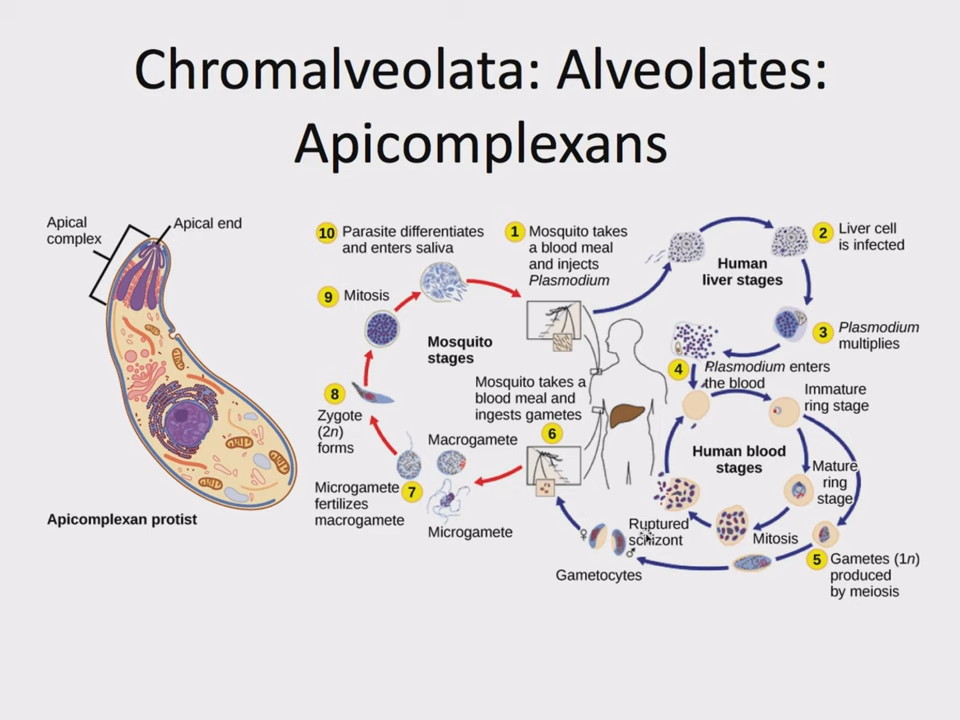 Chromalveolata: Alveolates:
Apicomplexans
Apical
complex
Apical end
Apicomplexan protist
10 Parasite differentiates
and enters saliva
1 Mosquito takes
a blood meal
and injects
Plasmodium
2 Liver cell
is infected
Human
liver stages
9 Mitosis
Mosquito
stages
3 Plasmodium
multiplies
4 Plasmodium enters
the blood
Immature
ring stage
8
Zygote
(2n)
forms
Mosquito takes a
blood meal and
ingests gametes
6
Macrogamete
Human blood
stages
Mature
ring
stage
Microgamete 7
fertilizes
macrogamete
Microgamete
Ruptured
schizont
Mitosis
♀
♂
Gametocytes
5 Gametes (1n)
produced
by meiosis